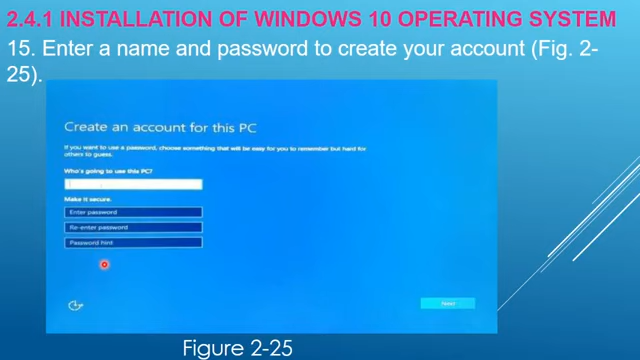 2.4.1 INSTALLATION OF WINDOWS 10 OPERATING SYSTEM
15. Enter a name and password to create your account (Fig. 2-
25).
Create an account for this PC
If you want to use a password, choose something that will be easy for you to remember but hard for
others to guess.
Who's going to use this PC?
Make it secure.
Enter password
Re-enter password
Password hint
Next
Figure 2-25